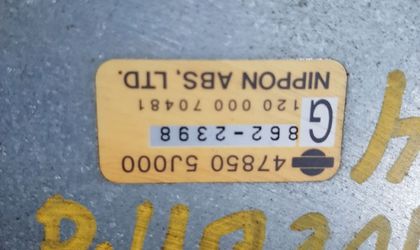 47850 5J000
862-2398
G
120 000 70481
NIPPON ABS, LTD.